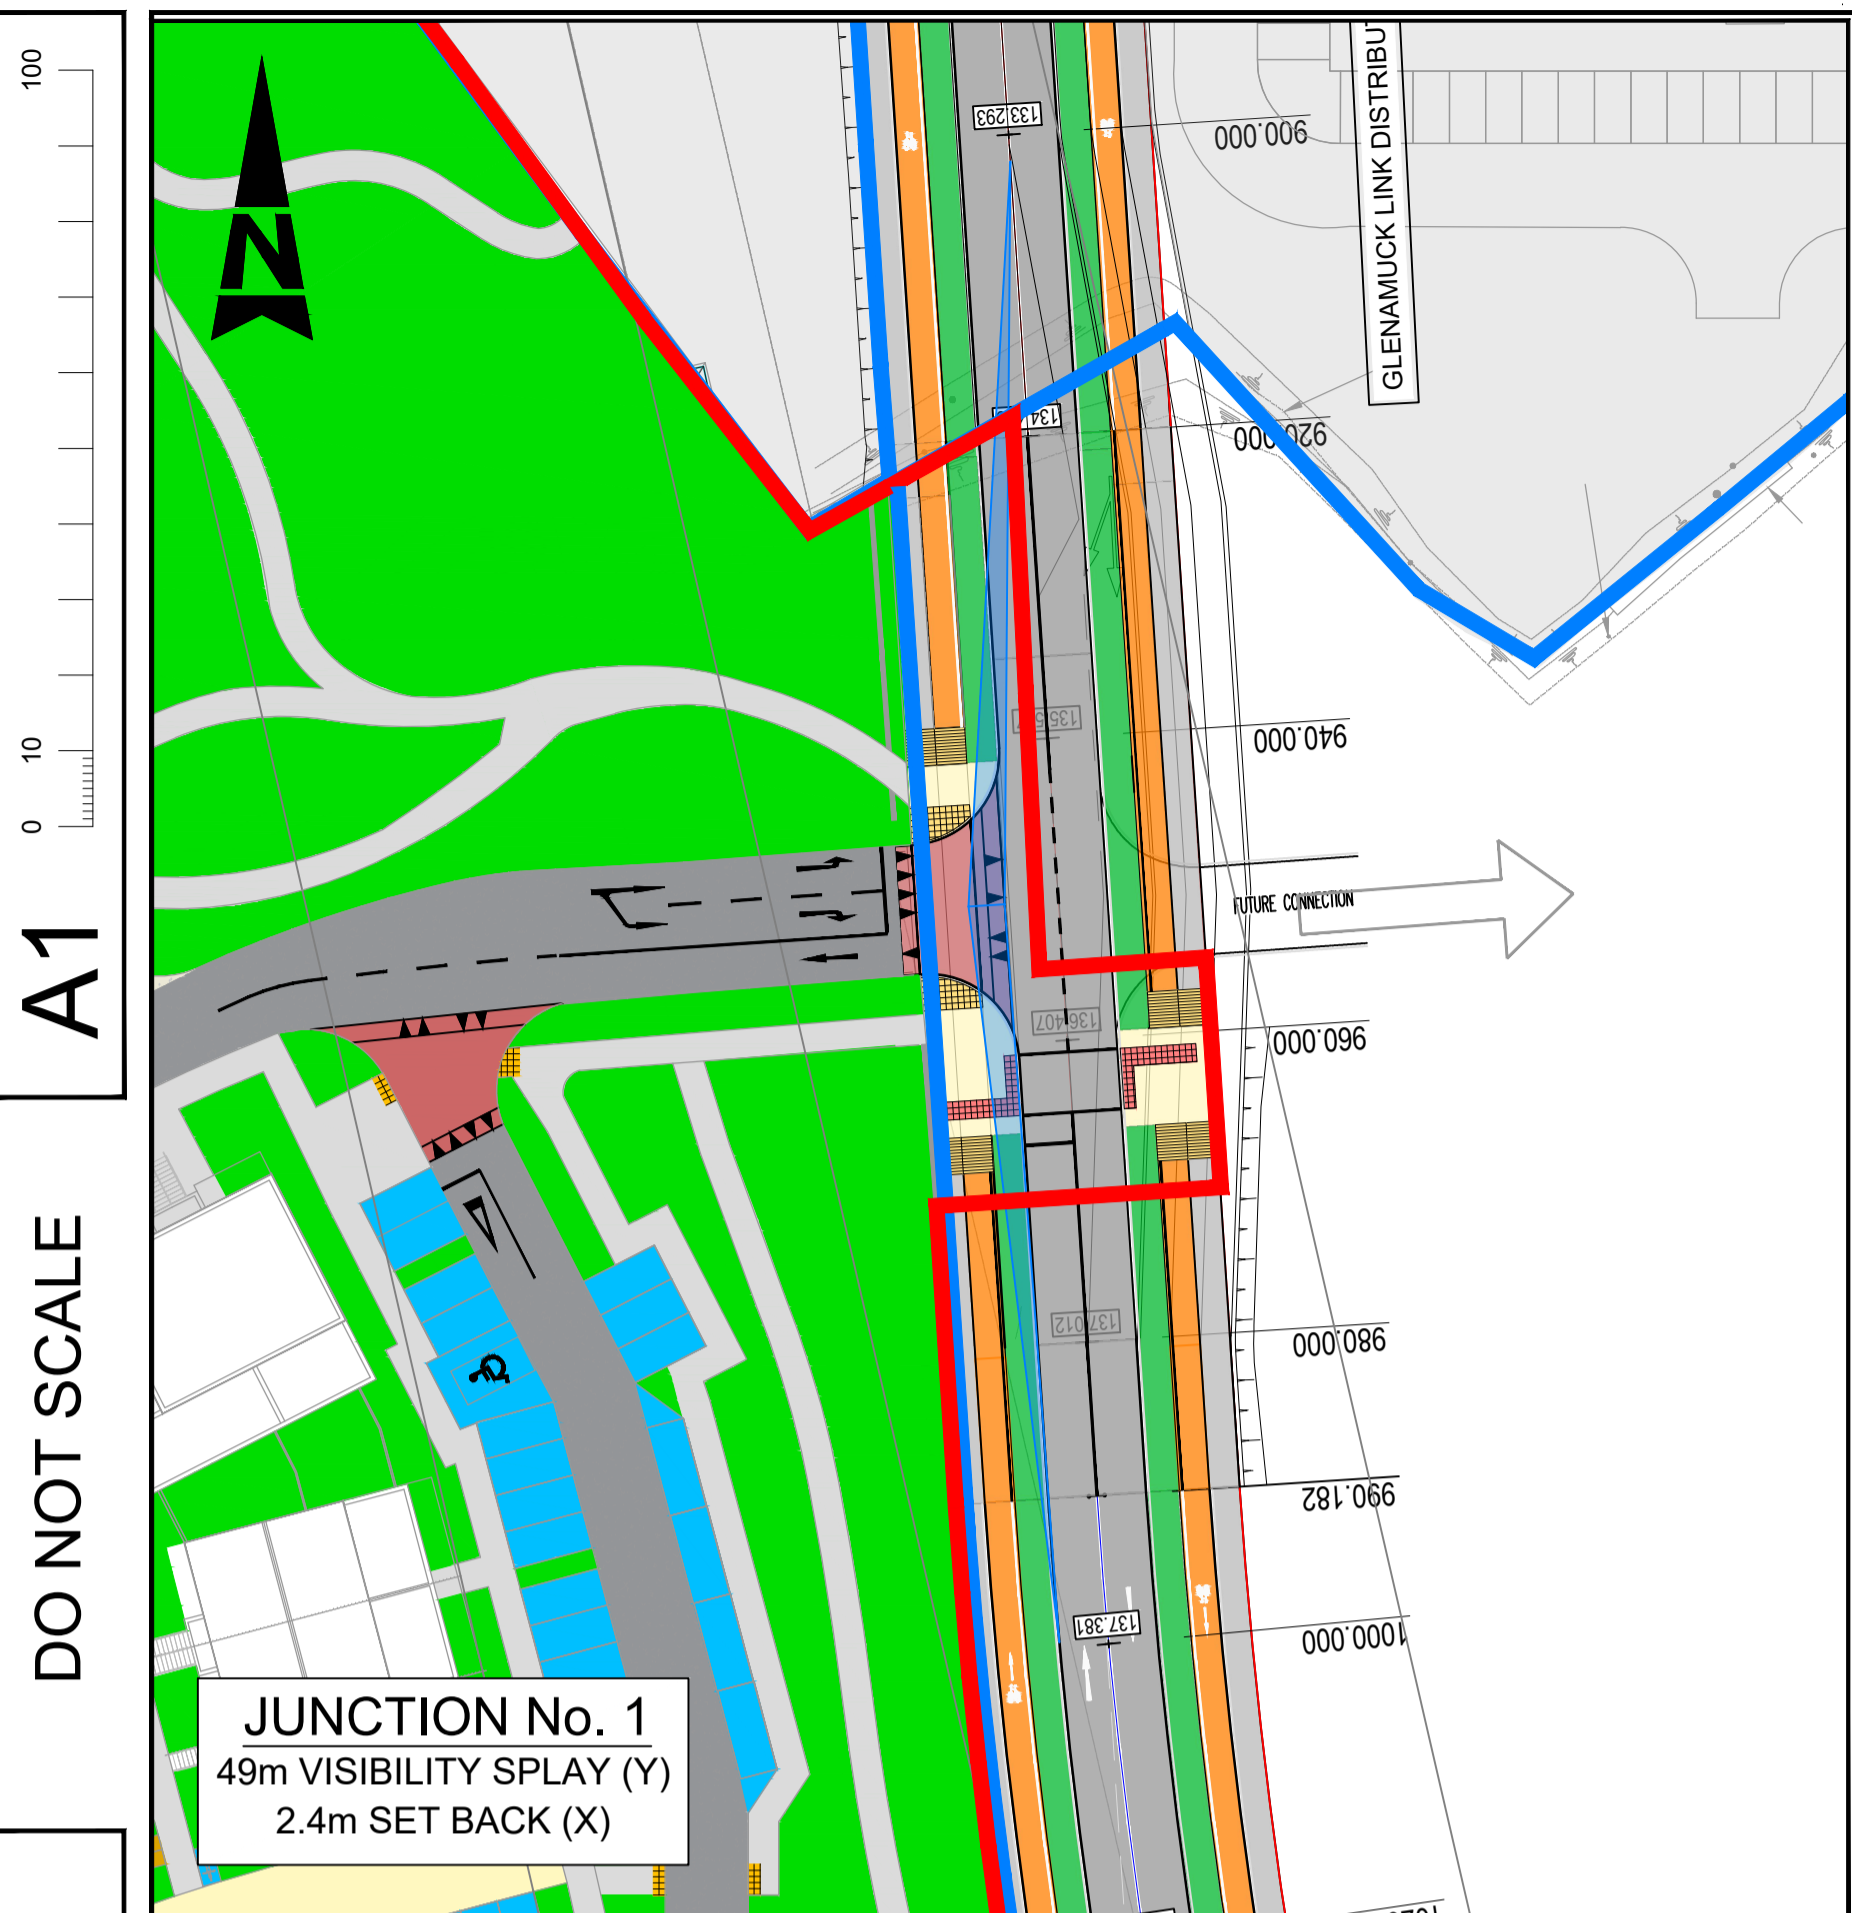 100
10
0
A1
DO NOT SCALE
N
133.293
900.000
GLENAMUCK LINK DISTRIBU
134
920.000
135.5
940.000
FUTURE CONNECTION
136.407
960.000
137.012
980.000
990.182
137.381
1000.000
JUNCTION No. 1
49m VISIBILITY SPLAY (Y)
2.4m SET BACK (X)